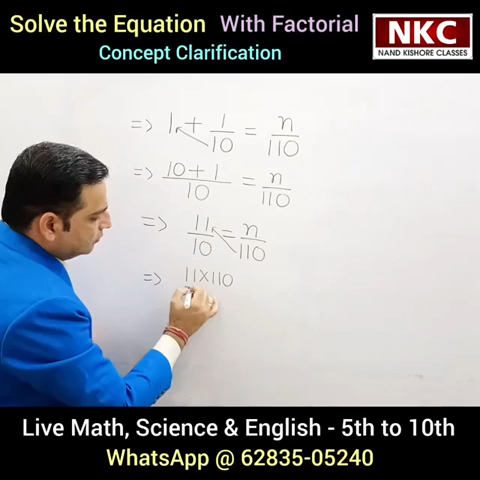 Solve the Equation With Factorial
Concept Clarification
NKC
NAND KISHORE CLASSES
=> 1 + 1/10 = n/110
=> 10+1/10 = n/110
=> 11/10 = n/110
=> 11×110
Live Math, Science & English - 5th to 10th
WhatsApp @ 62835-05240